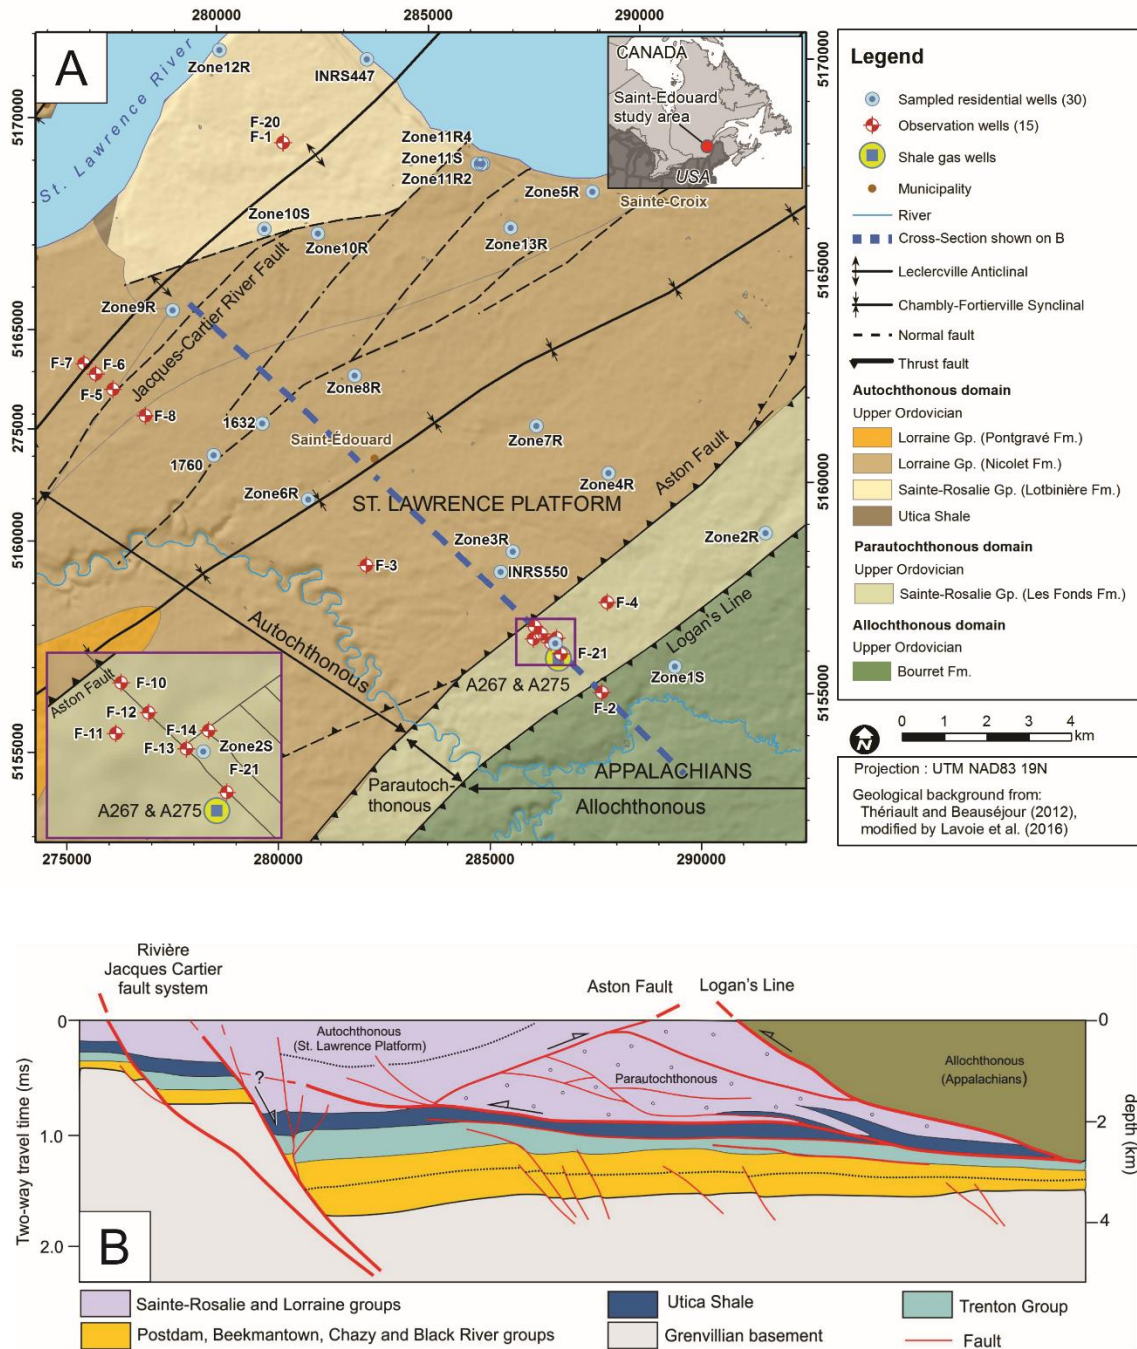 280000
285000
290000
A
Zone12R
INRS447
St. Lawrence River
F-20
F-1
Zone11R4
Zone11S
Zone11R2
CANADA
Saint-Edouard
study area
USA
Zone5R
Sainte-Croix
Zone10S
Zone10R
Zone13R
Zone9R
Jacques-Cartier River Fault
F-7
F-6
F-5
F-8
Zone8R
1632
1760
Saint-Édouard
Zone7R
Zone6R
Zone4R
ST. LAWRENCE PLATFORM
Aston Fault
Zone3R
Zone2R
INRS550
F-3
F-4
Logan's Line
Autochthonous
F-21
A267 & A275
Zone1S
F-2
APPALACHIANS
Parautoch-
thonous
Allochthonous
Aston Fault
F-10
F-12
F-11
F-14
F-13
Zone2S
F-21
A267 & A275
5170000
5165000
275000
5160000
5155000
5170000
5165000
5160000
5155000
275000
280000
285000
290000
Legend
Sampled residential wells (30)
Observation wells (15)
Shale gas wells
Municipality
River
Cross-Section shown on B
Leclercville Anticlinal
Chambly-Fortierville Synclinal
Normal fault
Thrust fault
Autochthonous domain
Upper Ordovician
Lorraine Gp. (Pontgravé Fm.)
Lorraine Gp. (Nicolet Fm.)
Sainte-Rosalie Gp. (Lotbinière Fm.)
Utica Shale
Parautochthonous domain
Upper Ordovician
Sainte-Rosalie Gp. (Les Fonds Fm.)
Allochthonous domain
Upper Ordovician
Bourret Fm.
N
0 1 2 3 4
km
Projection : UTM NAD83 19N
Geological background from:
Thériault and Beauséjour (2012),
modified by Lavoie et al. (2016)
Rivière
Jacques Cartier
fault system
Aston Fault
Logan's Line
0
1.0
2.0
Two-way travel time (ms)
Autochthonous
(St. Lawrence Platform)
?
Parautochthonous
Allochthonous
(Appalachians)
0
2
4
depth (km)
B
Sainte-Rosalie and Lorraine groups
Utica Shale
Trenton Group
Postdam, Beekmantown, Chazy and Black River groups
Grenvillian basement
Fault